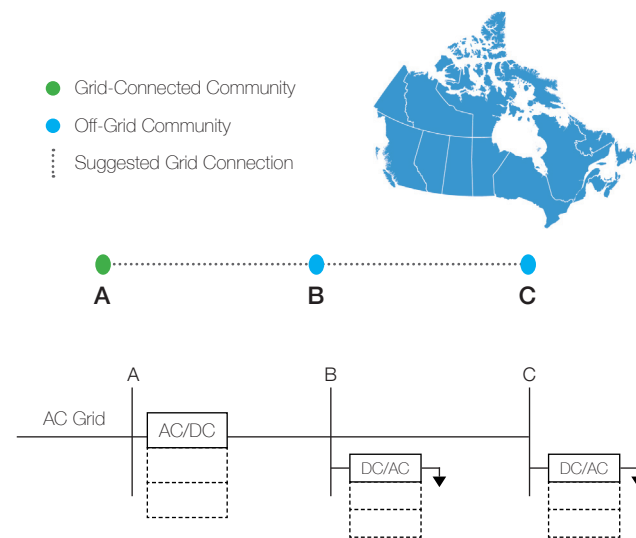 Grid-Connected Community
Off-Grid Community
Suggested Grid Connection
A B C
A B C
AC Grid
AC/DC
DC/AC DC/AC